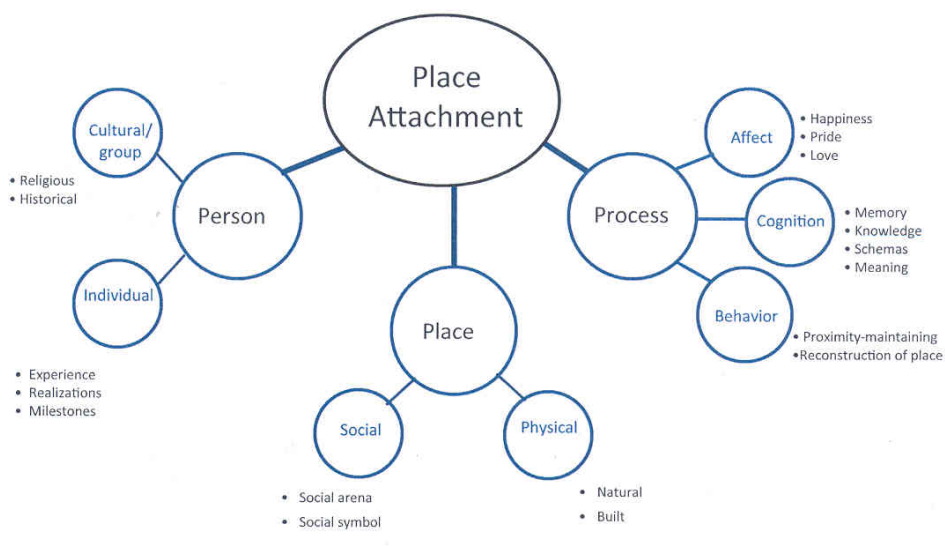 Place
Attachment
Cultural/
group
• Religious
• Historical
Person
Individual
• Experience
• Realizations
• Milestones
Place
Social
• Social arena
• Social symbol
Physical
• Natural
• Built
Process
Affect
• Happiness
• Pride
• Love
Cognition
• Memory
• Knowledge
• Schemas
• Meaning
Behavior
• Proximity-maintaining
•Reconstruction of place